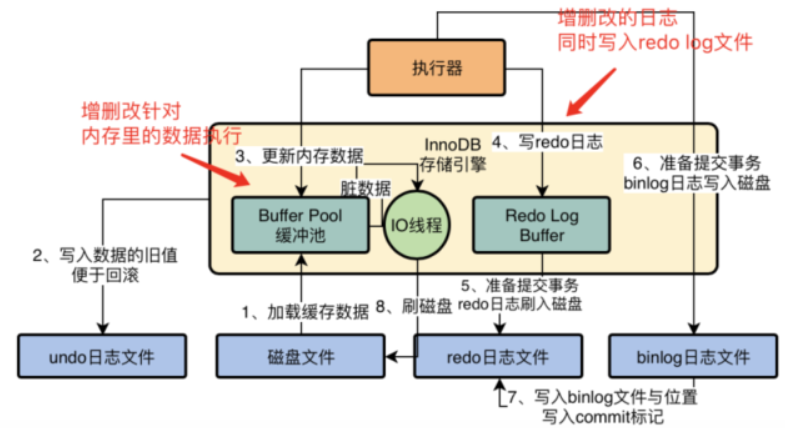 增删改的日志
同时写入redo log文件
执行器
增删改针对
内存里的数据执行
InnoDB
存储引擎
4、写redo日志
3、更新内存数据
6、准备提交事务
binlog日志写入磁盘
脏数据
Buffer Pool
缓冲池
IO线程
Redo Log
Buffer
2、写入数据的旧值
便于回滚
5、准备提交事务
redo日志刷入磁盘
1、加载缓存数据
8、刷磁盘
undo日志文件
磁盘文件
redo日志文件
binlog日志文件
7、写入binlog文件与位置
写入commit标记